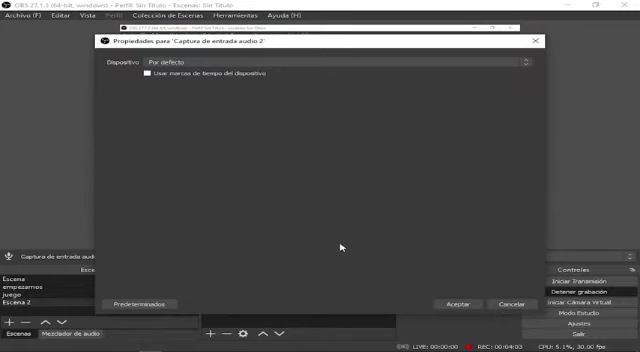 OBS 27.1.3 (64-bit, windows) - Perfil: Sin Título - Escenas: Sin Título
Archivo (F) Editar Vista Perfil Colección de Escenas Herramientas Ayuda (H)
Propiedades para 'Captura de entrada audio 2'
Dispositivo Por defecto
Usar marcas de tiempo del dispositivo
Captura de entrada aud
Esce
Controles
Escena
empezamos
juego
Escena 2
Iniciar Transmisión
Detener grabación
Iniciar Cámara Virtual
Modo Estudio
Ajustes
Salir
Predeterminados Aceptar Cancelar
Escenas Mezclador de audio
LIVE: 00:00:00 REC: 00:04:03 CPU: 5.1%, 30.00 fps